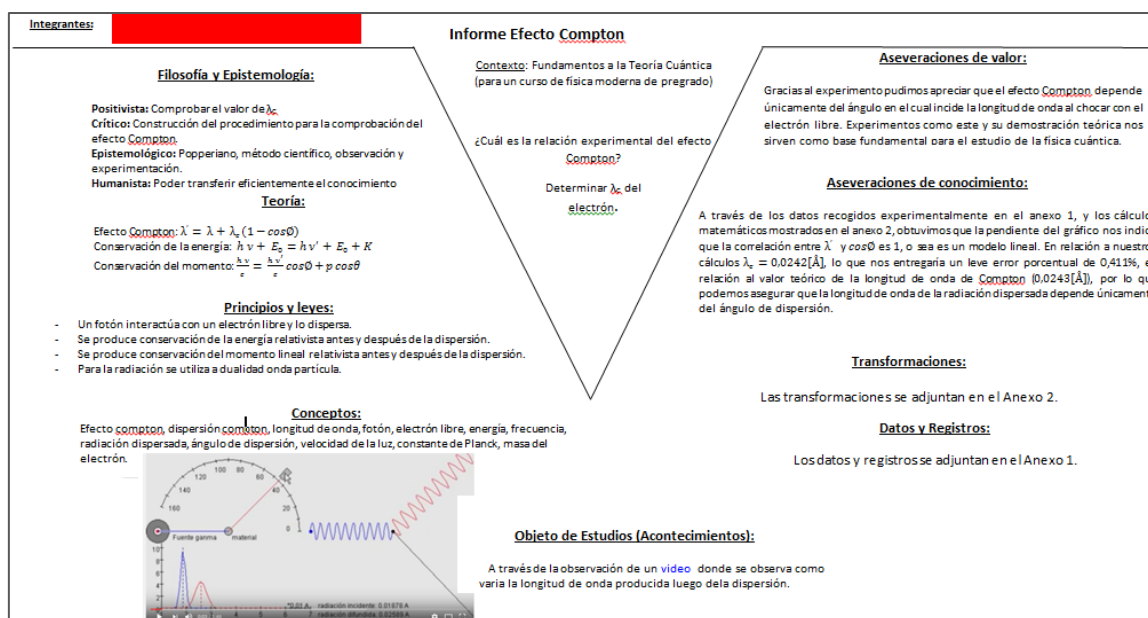 Integrantes:
Informe Efecto Compton
Contexto: Fundamentos a la Teoría Cuántica
(para un curso de física moderna de pregrado)
¿Cuál es la relación experimental del efecto
Compton?
Determinar λc del
electrón.
Filosofía y Epistemología:
Positivista: Comprobar el valor de λc
Crítico: Construcción del procedimiento para la comprobación del
efecto Compton.
Epistemológico: Popperiano, método científico, observación y
experimentación.
Humanista: Poder transferir eficientemente el conocimiento
Teoría:
Efecto Compton: λ´ = λ + λc (1 − cosØ)
Conservación de la energía: h v + E₀ = h v′ + E₀ + K
Conservación del momento: h v / c = h v′ / c cosØ + p cosθ
Principios y leyes:
- Un fotón interactúa con un electrón libre y lo dispersa.
- Se produce conservación de la energía relativista antes y después de la dispersión.
- Se produce conservación del momento lineal relativista antes y después de la dispersión.
- Para la radiación se utiliza a dualidad onda partícula.
Conceptos:
Efecto compton, dispersión compton, longitud de onda, fotón, electrón libre, energía, frecuencia,
radiación dispersada, ángulo de dispersión, velocidad de la luz, constante de Planck, masa del
electrón.
160 140 120 100 80 60 40 20 0
Fuente gamma material
10
8
6
4
2
0
*0.01 A radiación incidente: 0.01878 A
radiación difundida: 0.02568 A
Aseveraciones de valor:
Gracias al experimento pudimos apreciar que el efecto Compton depende
únicamente del ángulo en el cual incide la longitud de onda al chocar con el
electrón libre. Experimentos como este y su demostración teórica nos
sirven como base fundamental para el estudio de la física cuántica.
Aseveraciones de conocimiento:
A través de los datos recogidos experimentalmente en el anexo 1, y los cálculo
matemáticos mostrados en el anexo 2, obtuvimos que la pendiente del gráfico nos indic
que la correlación entre λ´ y cosØ es 1, o sea es un modelo lineal. En relación a nuestro
cálculos λc = 0,0242[Å], lo que nos entregaría un leve error porcentual de 0,411%, e
relación al valor teórico de la longitud de onda de Compton (0,0243[Å]), por lo qu
podemos asegurar que la longitud de onda de la radiación dispersada depende únicament
del ángulo de dispersión.
Transformaciones:
Las transformaciones se adjuntan en el Anexo 2.
Datos y Registros:
Los datos y registros se adjuntan en el Anexo 1.
Objeto de Estudios (Acontecimientos):
A través de la observación de un video donde se observa como
varia la longitud de onda producida luego dela dispersión.